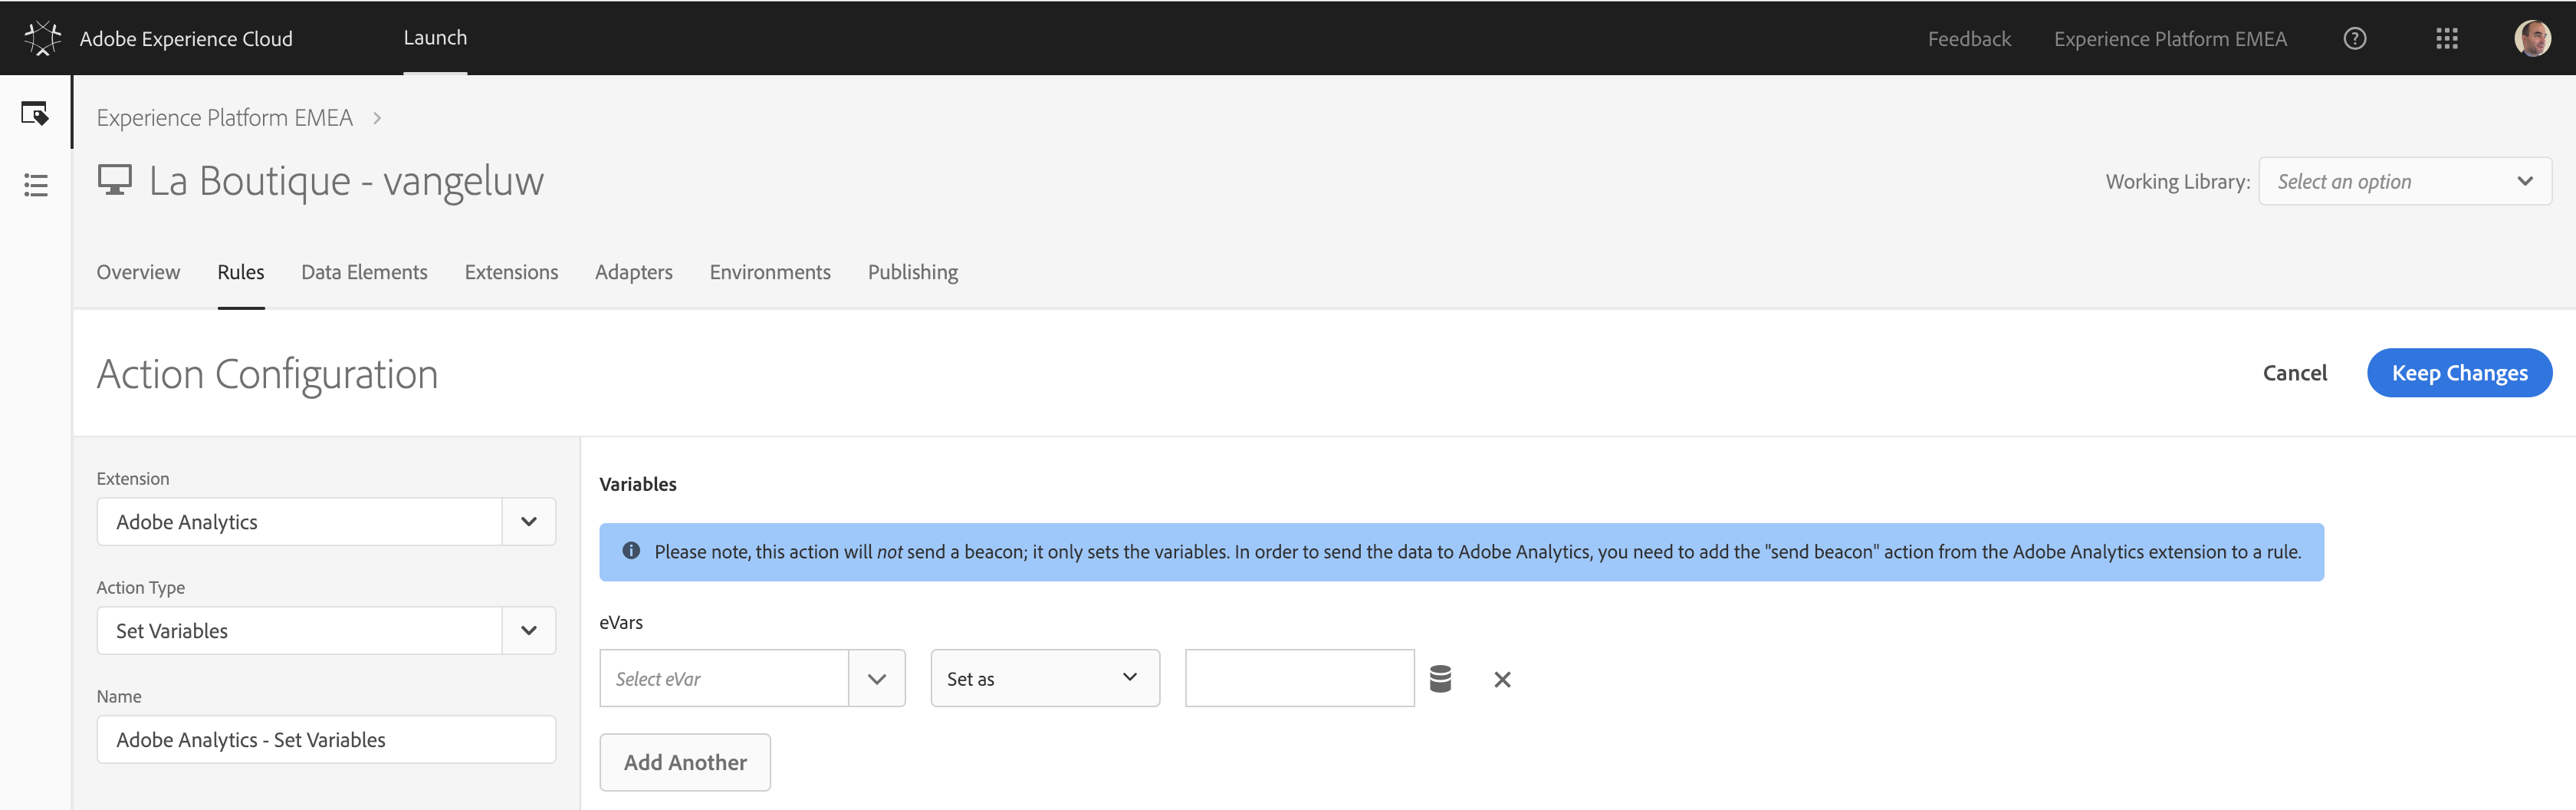 Adobe Experience Cloud
Launch
Feedback
Experience Platform EMEA
Experience Platform EMEA
La Boutique - vangeluw
Working Library:
Select an option
Overview
Rules
Data Elements
Extensions
Adapters
Environments
Publishing
Action Configuration
Cancel
Keep Changes
Extension
Adobe Analytics
Action Type
Set Variables
Name
Adobe Analytics - Set Variables
Variables
Please note, this action will not send a beacon; it only sets the variables. In order to send the data to Adobe Analytics, you need to add the "send beacon" action from the Adobe Analytics extension to a rule.
eVars
Select eVar
Set as
Add Another